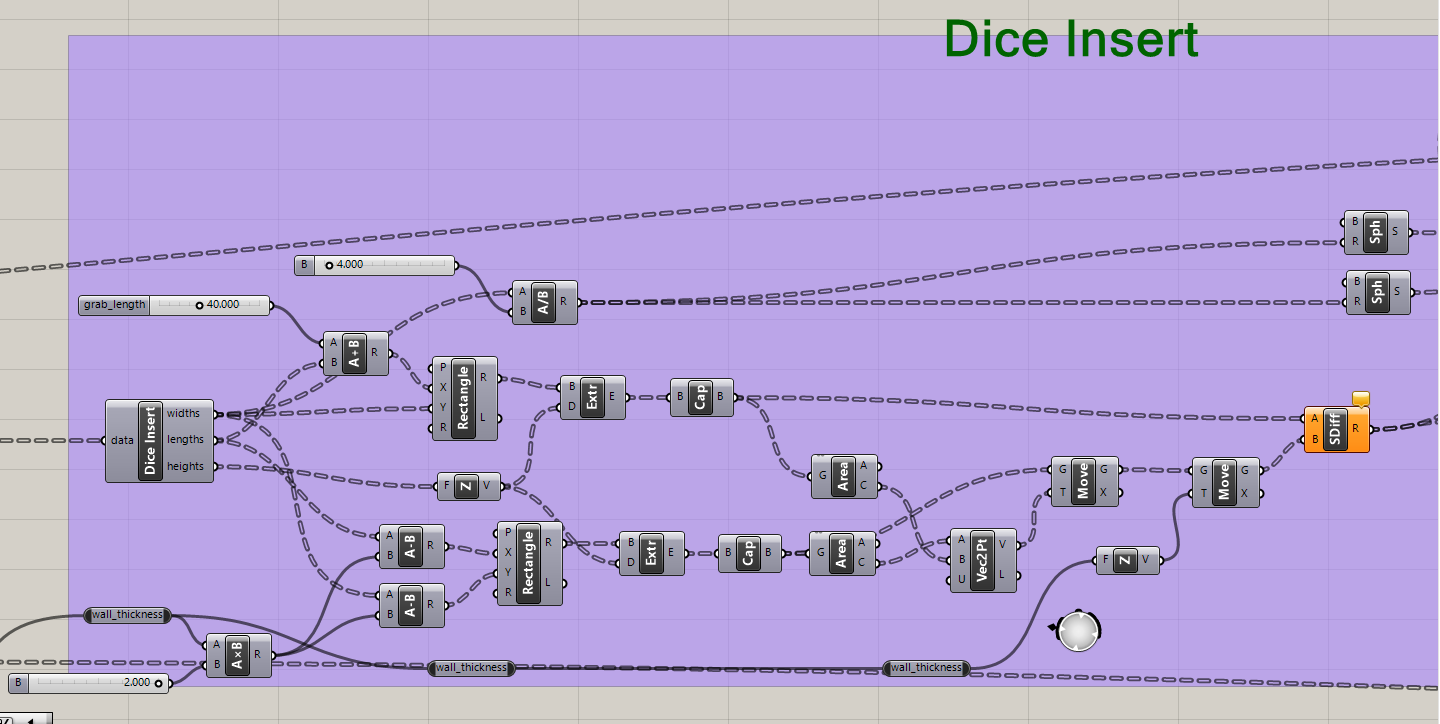 Dice Insert
B
R
Sph
S
B 4.000
grab_length 40.000
A
B
A/B
R
B
R
Sph
S
A
B
A+B
R
P
X
Y
R
Rectangle
R
L
B
D
Extr
E
B
Cap
B
data
Dice Insert
widths
lengths
heights
A
B
SDiff
R
F
Z
V
G
Area
A
C
G
T
Move
G
X
G
T
Move
G
X
A
B
A-B
R
P
X
Y
R
Rectangle
R
L
B
D
Extr
E
B
Cap
B
G
Area
A
C
A
B
U
Vec2Pt
V
L
F
Z
V
A
B
A-B
R
wall_thickness
A
B
A×B
R
wall_thickness
wall_thickness
B 2.000